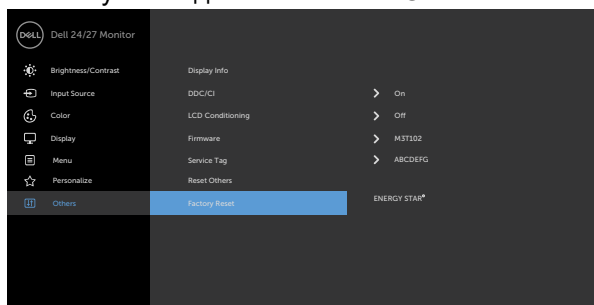 DELL Dell 24/27 Monitor
Brightness/Contrast Display Info
Input Source DDC/CI On
Color LCD Conditioning Off
Display Firmware M3T102
Menu Service Tag ABCDEFG
Personalize Reset Others
Others Factory Reset ENERGY STAR®